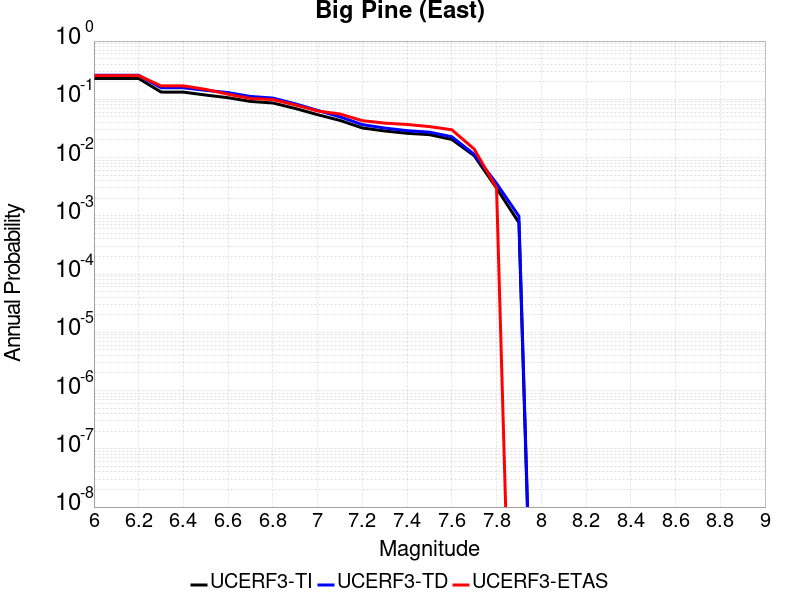 Big Pine (East)
10^0
10^-1
10^-2
10^-3
10^-4
10^-5
10^-6
10^-7
10^-8
Annual Probability
6 6.2 6.4 6.6 6.8 7 7.2 7.4 7.6 7.8 8 8.2 8.4 8.6 8.8 9
Magnitude
UCERF3-TI UCERF3-TD UCERF3-ETAS